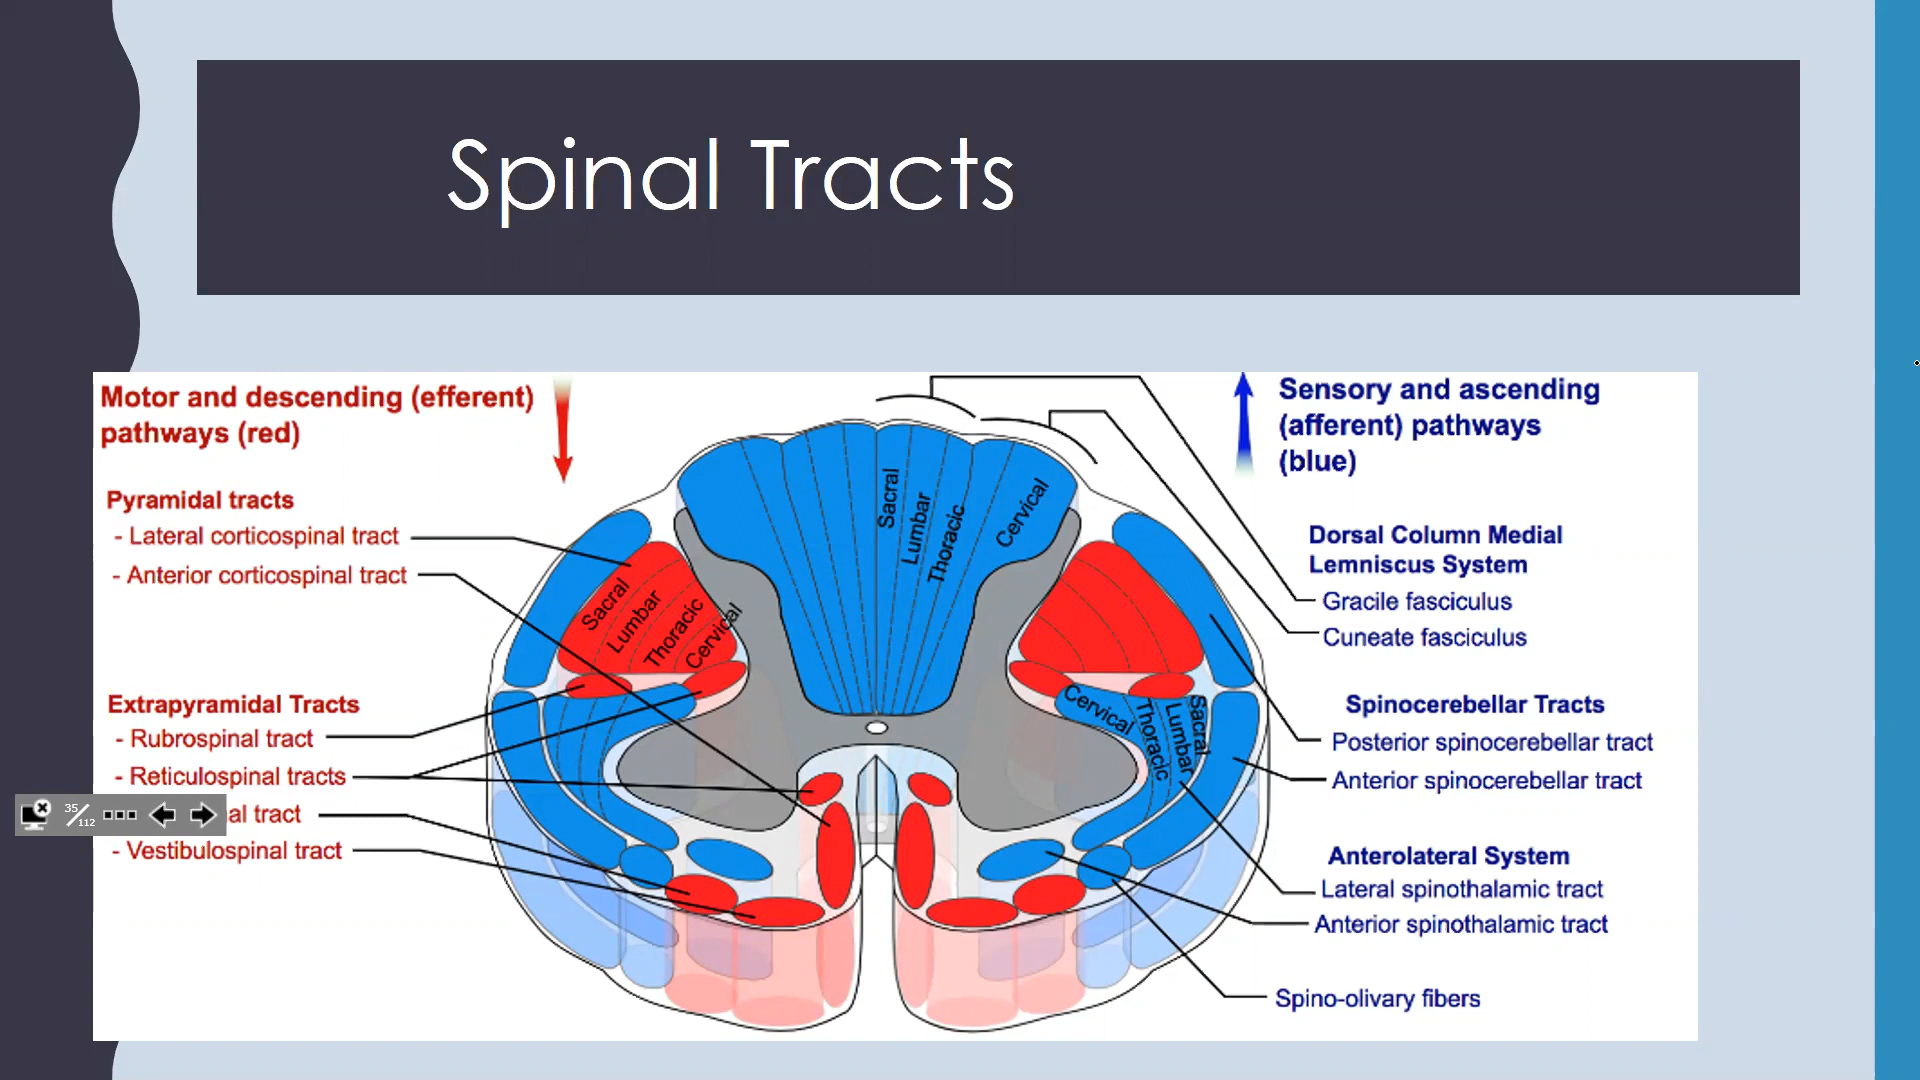 Spinal Tracts
Motor and descending (efferent)
pathways (red)
Pyramidal tracts
- Lateral corticospinal tract
- Anterior corticospinal tract
Extrapyramidal Tracts
- Rubrospinal tract
- Reticulospinal tracts
al tract
- Vestibulospinal tract
35/112
Sacral
Lumbar
Thoracic
Cervical
Sacral
Lumbar
Thoracic
Cervical
Cervical
Thoracic
Lumbar
Sacral
Sensory and ascending
(afferent) pathways
(blue)
Dorsal Column Medial
Lemniscus System
Gracile fasciculus
Cuneate fasciculus
Spinocerebellar Tracts
Posterior spinocerebellar tract
Anterior spinocerebellar tract
Anterolateral System
Lateral spinothalamic tract
Anterior spinothalamic tract
Spino-olivary fibers